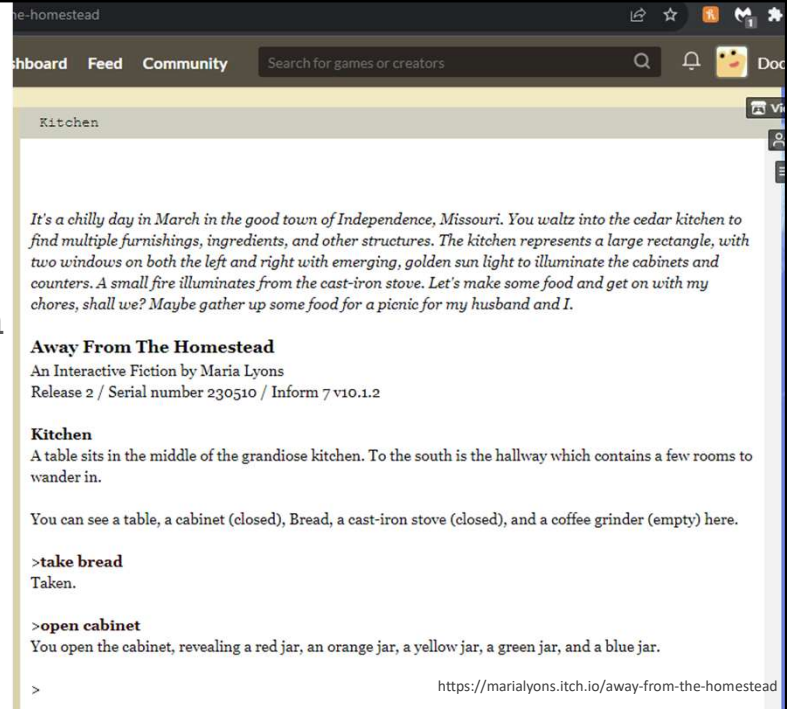 ne-homestead
1
shboard Feed Community Search for games or creators Doc
Vi
Kitchen
It's a chilly day in March in the good town of Independence, Missouri. You waltz into the cedar kitchen to
find multiple furnishings, ingredients, and other structures. The kitchen represents a large rectangle, with
two windows on both the left and right with emerging, golden sun light to illuminate the cabinets and
counters. A small fire illuminates from the cast-iron stove. Let's make some food and get on with my
chores, shall we? Maybe gather up some food for a picnic for my husband and I.
Away From The Homestead
An Interactive Fiction by Maria Lyons
Release 2 / Serial number 230510 / Inform 7 v10.1.2
Kitchen
A table sits in the middle of the grandiose kitchen. To the south is the hallway which contains a few rooms to
wander in.
You can see a table, a cabinet (closed), Bread, a cast-iron stove (closed), and a coffee grinder (empty) here.
>take bread
Taken.
>open cabinet
You open the cabinet, revealing a red jar, an orange jar, a yellow jar, a green jar, and a blue jar.
>
https://marialyons.itch.io/away-from-the-homestead